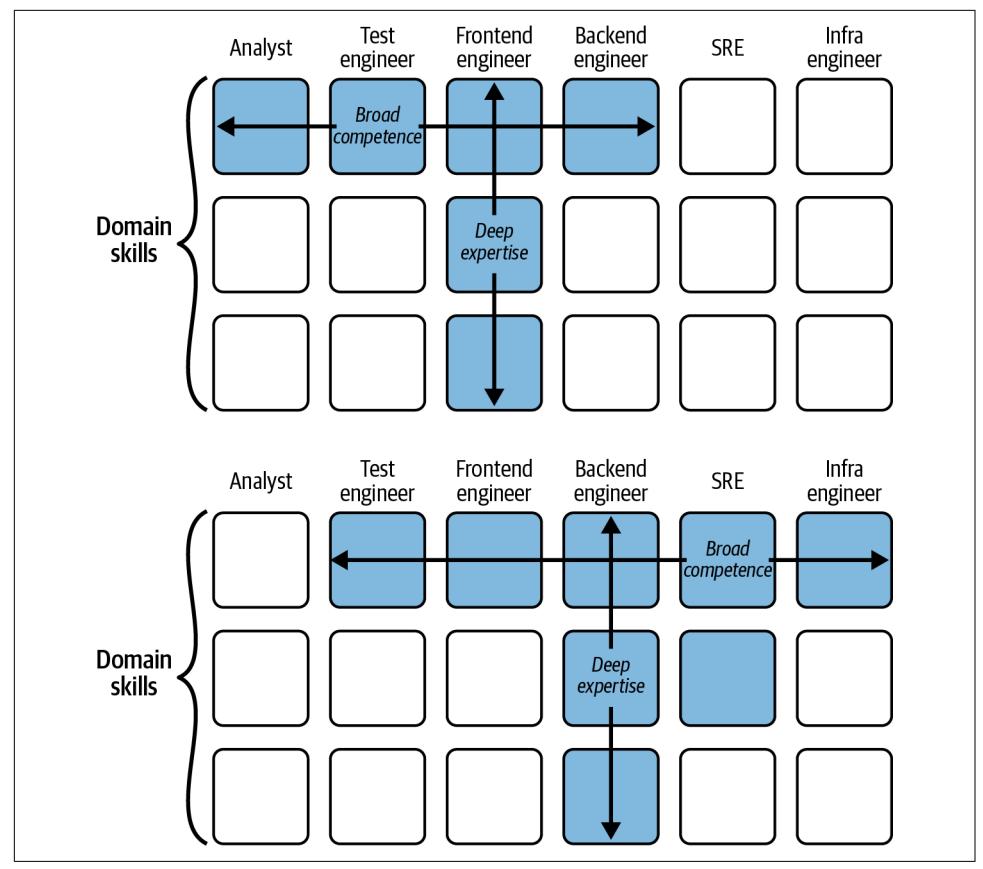 Analyst
Test
engineer
Frontend
engineer
Backend
engineer
SRE
Infra
engineer
Broad
competence
Domain
skills
Deep
expertise
Analyst
Test
engineer
Frontend
engineer
Backend
engineer
SRE
Infra
engineer
Broad
competence
Domain
skills
Deep
expertise